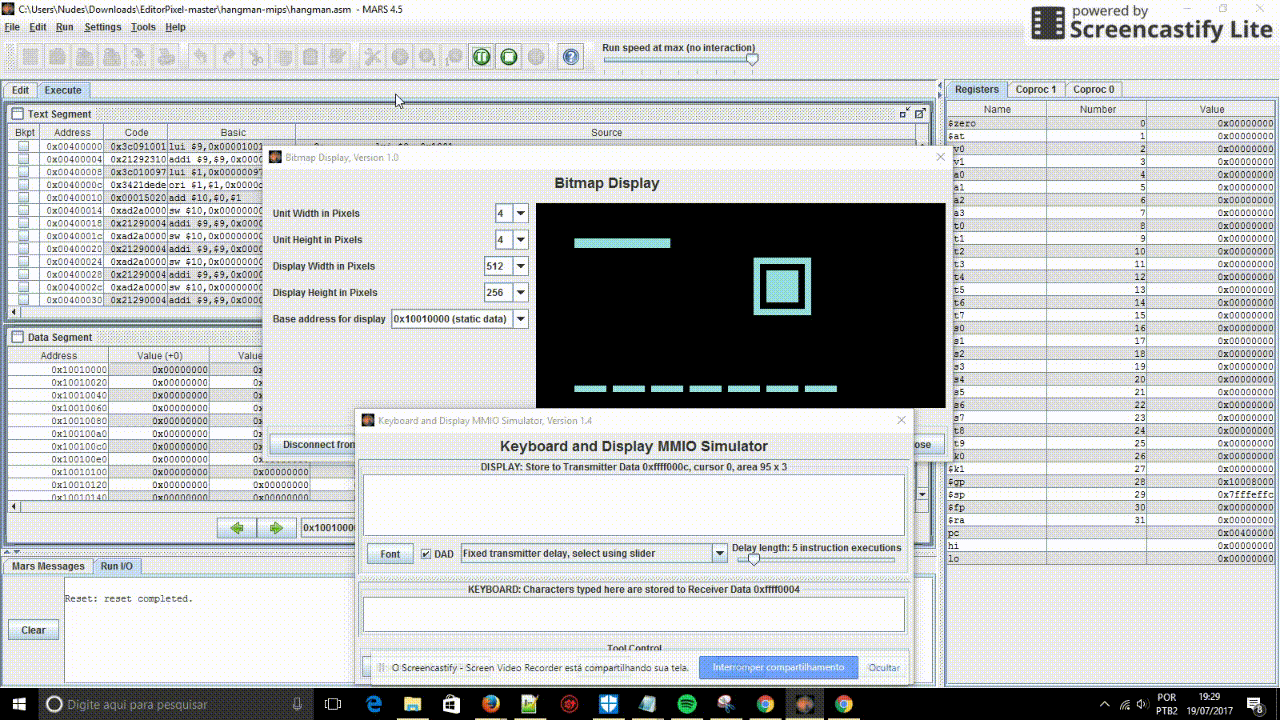 C:\Users\Nudes\Downloads\EditorPixel-master\hangman-mips\hangman.asm - MARS 4.5
File Edit Run Settings Tools Help
powered by
Screencastify Lite
Run speed at max (no interaction)
Edit Execute
Text Segment
Bkpt Address Code Basic Source
0x00400000 0x3c091001 lui $9,0x00001001
0x00400004 0x21292310 addi $9,$9,0x000
0x00400008 0x3c010097 lui $1,0x0000097
0x0040000c 0x3421dede ori $1,$1,0x0000d
0x00400010 0x00015020 add $10,$0,$1
0x00400014 0xad2a0000 sw $10,0x000000
0x00400018 0x21290004 addi $9,$9,0x000
0x0040001c 0xad2a0000 sw $10,0x000000
0x00400020 0x21290004 addi $9,$9,0x000
0x00400024 0xad2a0000 sw $10,0x000000
0x00400028 0x21290004 addi $9,$9,0x000
0x0040002c 0xad2a0000 sw $10,0x000000
0x00400030 0x21290004 addi $9,$9,0x000
Data Segment
Address Value (+0) Value
0x10010000 0x00000000
0x10010020 0x00000000
0x10010040 0x00000000
0x10010060 0x00000000
0x10010080 0x00000000
0x100100a0 0x00000000
0x100100c0 0x00000000
0x100100e0 0x00000000
0x10010100 0x00000000 0x00000000
0x10010120 0x00000000 0x00000000
0x10010140 0x00000000 0x00000000
0x1001000
Mars Messages Run I/O
Reset: reset completed.
Clear
Bitmap Display, Version 1.0
Bitmap Display
Unit Width in Pixels 4
Unit Height in Pixels 4
Display Width in Pixels 512
Display Height in Pixels 256
Base address for display 0x10010000 (static data)
Disconnect from
ose
Keyboard and Display MMIO Simulator, Version 1.4
Keyboard and Display MMIO Simulator
DISPLAY: Store to Transmitter Data 0xffff000c, cursor 0, area 95 x 3
Font DAD Fixed transmitter delay, select using slider Delay length: 5 instruction executions
KEYBOARD: Characters typed here are stored to Receiver Data 0xffff0004
Tool Control
O Screencastify - Screen Video Recorder está compartilhando sua tela. Interromper compartilhamento Ocultar
Registers Coproc 1 Coproc 0
Name Number Value
$zero 0 0x00000000
$at 1 0x00000000
v0 2 0x00000000
v1 3 0x00000000
a0 4 0x00000000
a1 5 0x00000000
a2 6 0x00000000
a3 7 0x00000000
t0 8 0x00000000
t1 9 0x00000000
t2 10 0x00000000
t3 11 0x00000000
t4 12 0x00000000
t5 13 0x00000000
t6 14 0x00000000
t7 15 0x00000000
s0 16 0x00000000
s1 17 0x00000000
s2 18 0x00000000
s3 19 0x00000000
s4 20 0x00000000
s5 21 0x00000000
s6 22 0x00000000
s7 23 0x00000000
t8 24 0x00000000
t9 25 0x00000000
k0 26 0x00000000
$k1 27 0x00000000
$gp 28 0x10008000
$sp 29 0x7fffeffc
$fp 30 0x00000000
$ra 31 0x00000000
pc 0x00400000
hi 0x00000000
lo 0x00000000
Digite aqui para pesquisar
POR 19:29
PTB2 19/07/2017
8